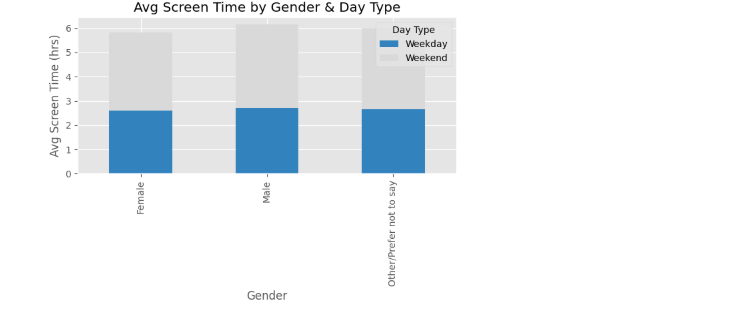 Avg Screen Time by Gender & Day Type
Avg Screen Time (hrs)
6
5
4
3
2
1
0
Day Type
Weekday
Weekend
Female
Male
Other/Prefer not to say
Gender